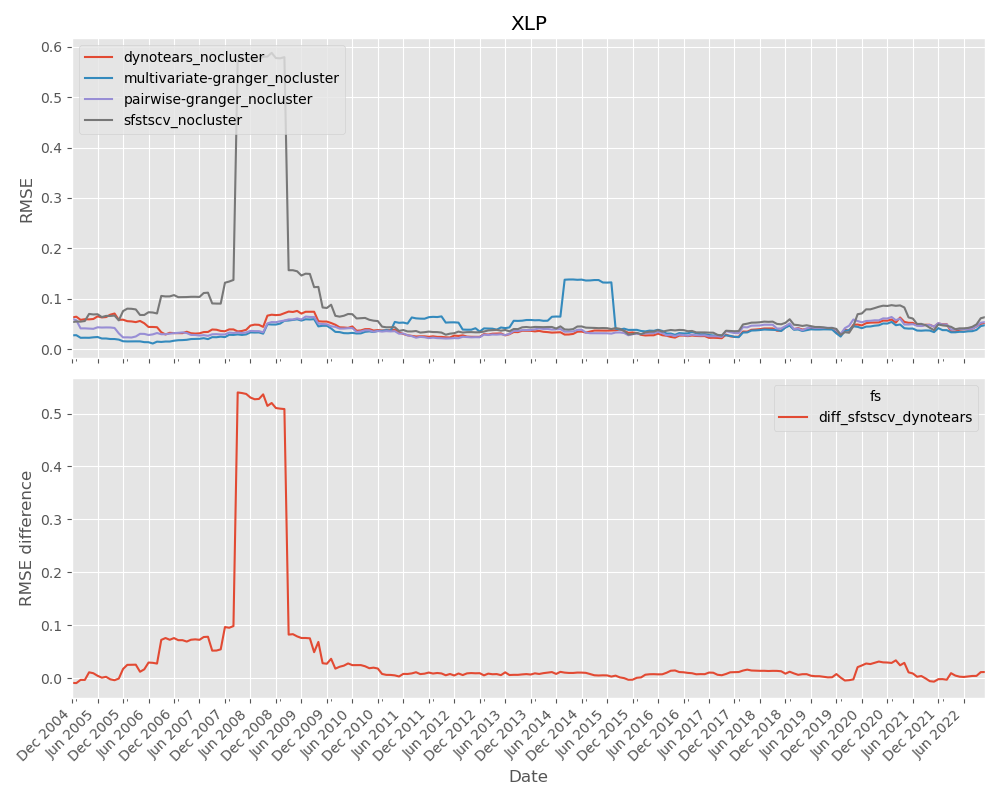 XLP
0.6
0.5
0.4
0.3
0.2
0.1
0.0
RMSE
dynotears_nocluster
multivariate-granger_nocluster
pairwise-granger_nocluster
sfstscv_nocluster
0.5
0.4
0.3
0.2
0.1
0.0
RMSE difference
fs
diff_sfstscv_dynotears
Dec 2004
Jun 2005
Dec 2005
Jun 2006
Dec 2006
Jun 2007
Dec 2007
Jun 2008
Dec 2008
Jun 2009
Dec 2009
Jun 2010
Dec 2010
Jun 2011
Dec 2011
Jun 2012
Dec 2012
Jun 2013
Dec 2013
Jun 2014
Dec 2014
Jun 2015
Dec 2015
Jun 2016
Dec 2016
Jun 2017
Dec 2017
Jun 2018
Dec 2018
Jun 2019
Dec 2019
Jun 2020
Dec 2020
Jun 2021
Dec 2021
Jun 2022
Date